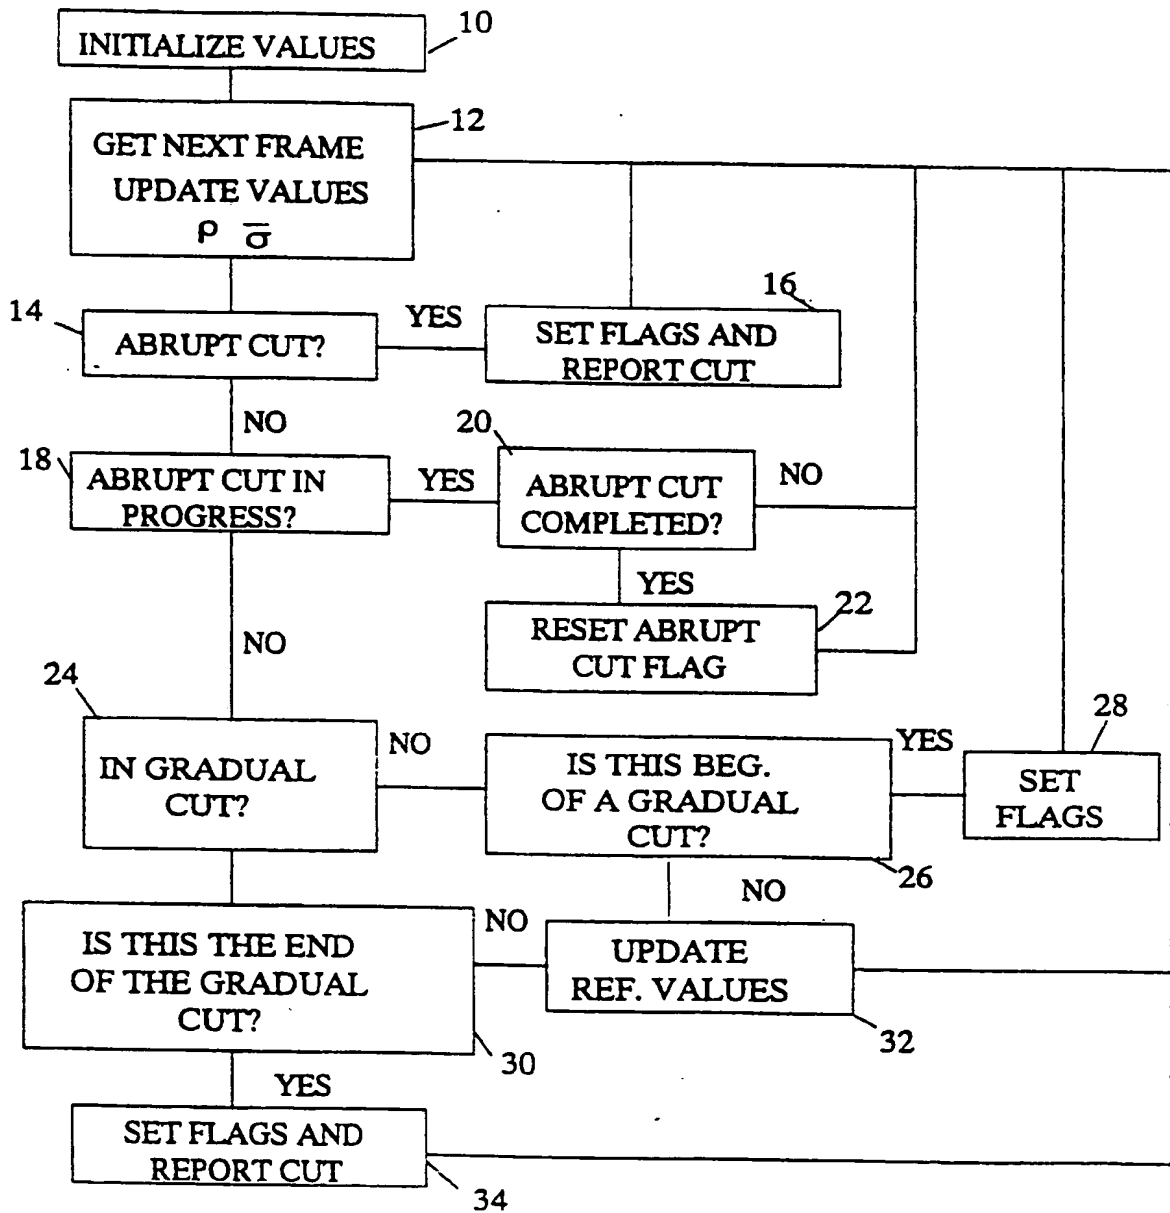 INITIALIZE VALUES
10
GET NEXT FRAME
UPDATE VALUES
ρ σ̅
12
14
ABRUPT CUT?
YES
16
SET FLAGS AND
REPORT CUT
NO
18
ABRUPT CUT IN
PROGRESS?
YES
20
ABRUPT CUT
COMPLETED?
NO
YES
22
RESET ABRUPT
CUT FLAG
NO
24
IN GRADUAL
CUT?
NO
IS THIS BEG.
OF A GRADUAL
CUT?
26
YES
28
SET
FLAGS
NO
IS THIS THE END
OF THE GRADUAL
CUT?
30
NO
UPDATE
REF. VALUES
32
YES
SET FLAGS AND
REPORT CUT
34